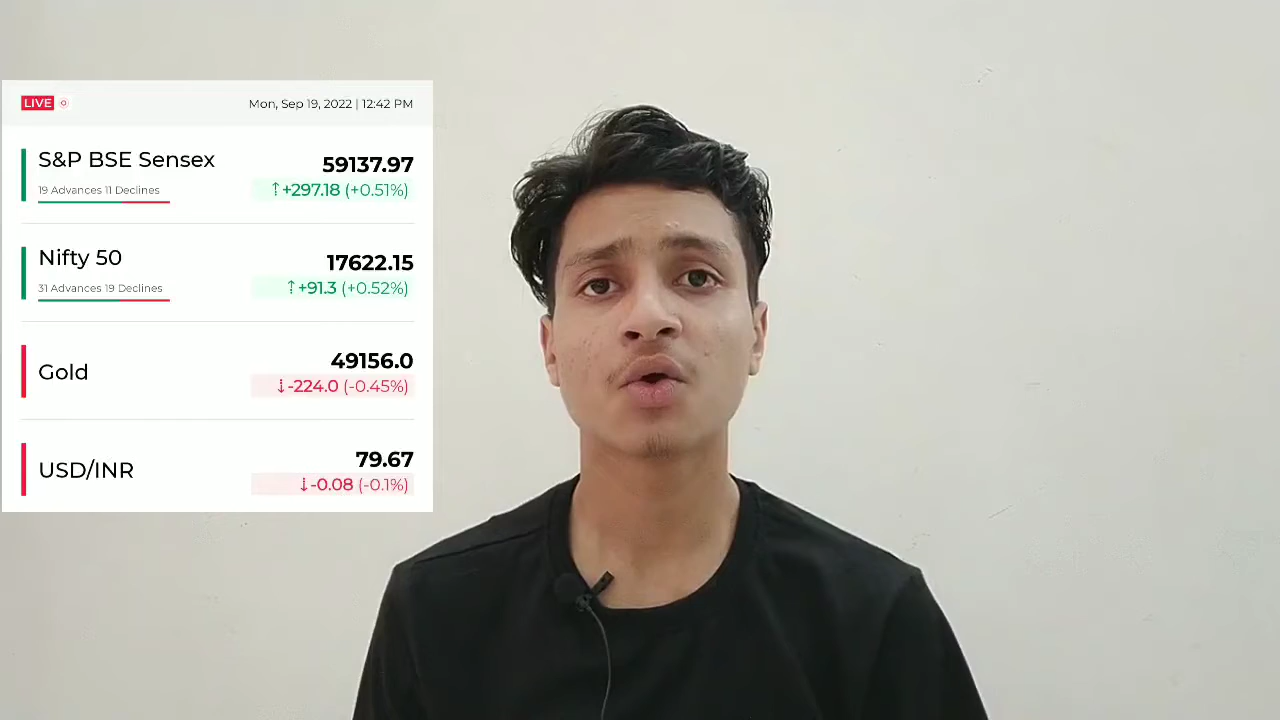 LIVE Mon, Sep 19, 2022 | 12:42 PM
S&P BSE Sensex 59137.97
19 Advances 11 Declines ↑+297.18 (+0.51%)
Nifty 50 17622.15
31 Advances 19 Declines ↑+91.3 (+0.52%)
Gold 49156.0
↓-224.0 (-0.45%)
USD/INR 79.67
↓-0.08 (-0.1%)